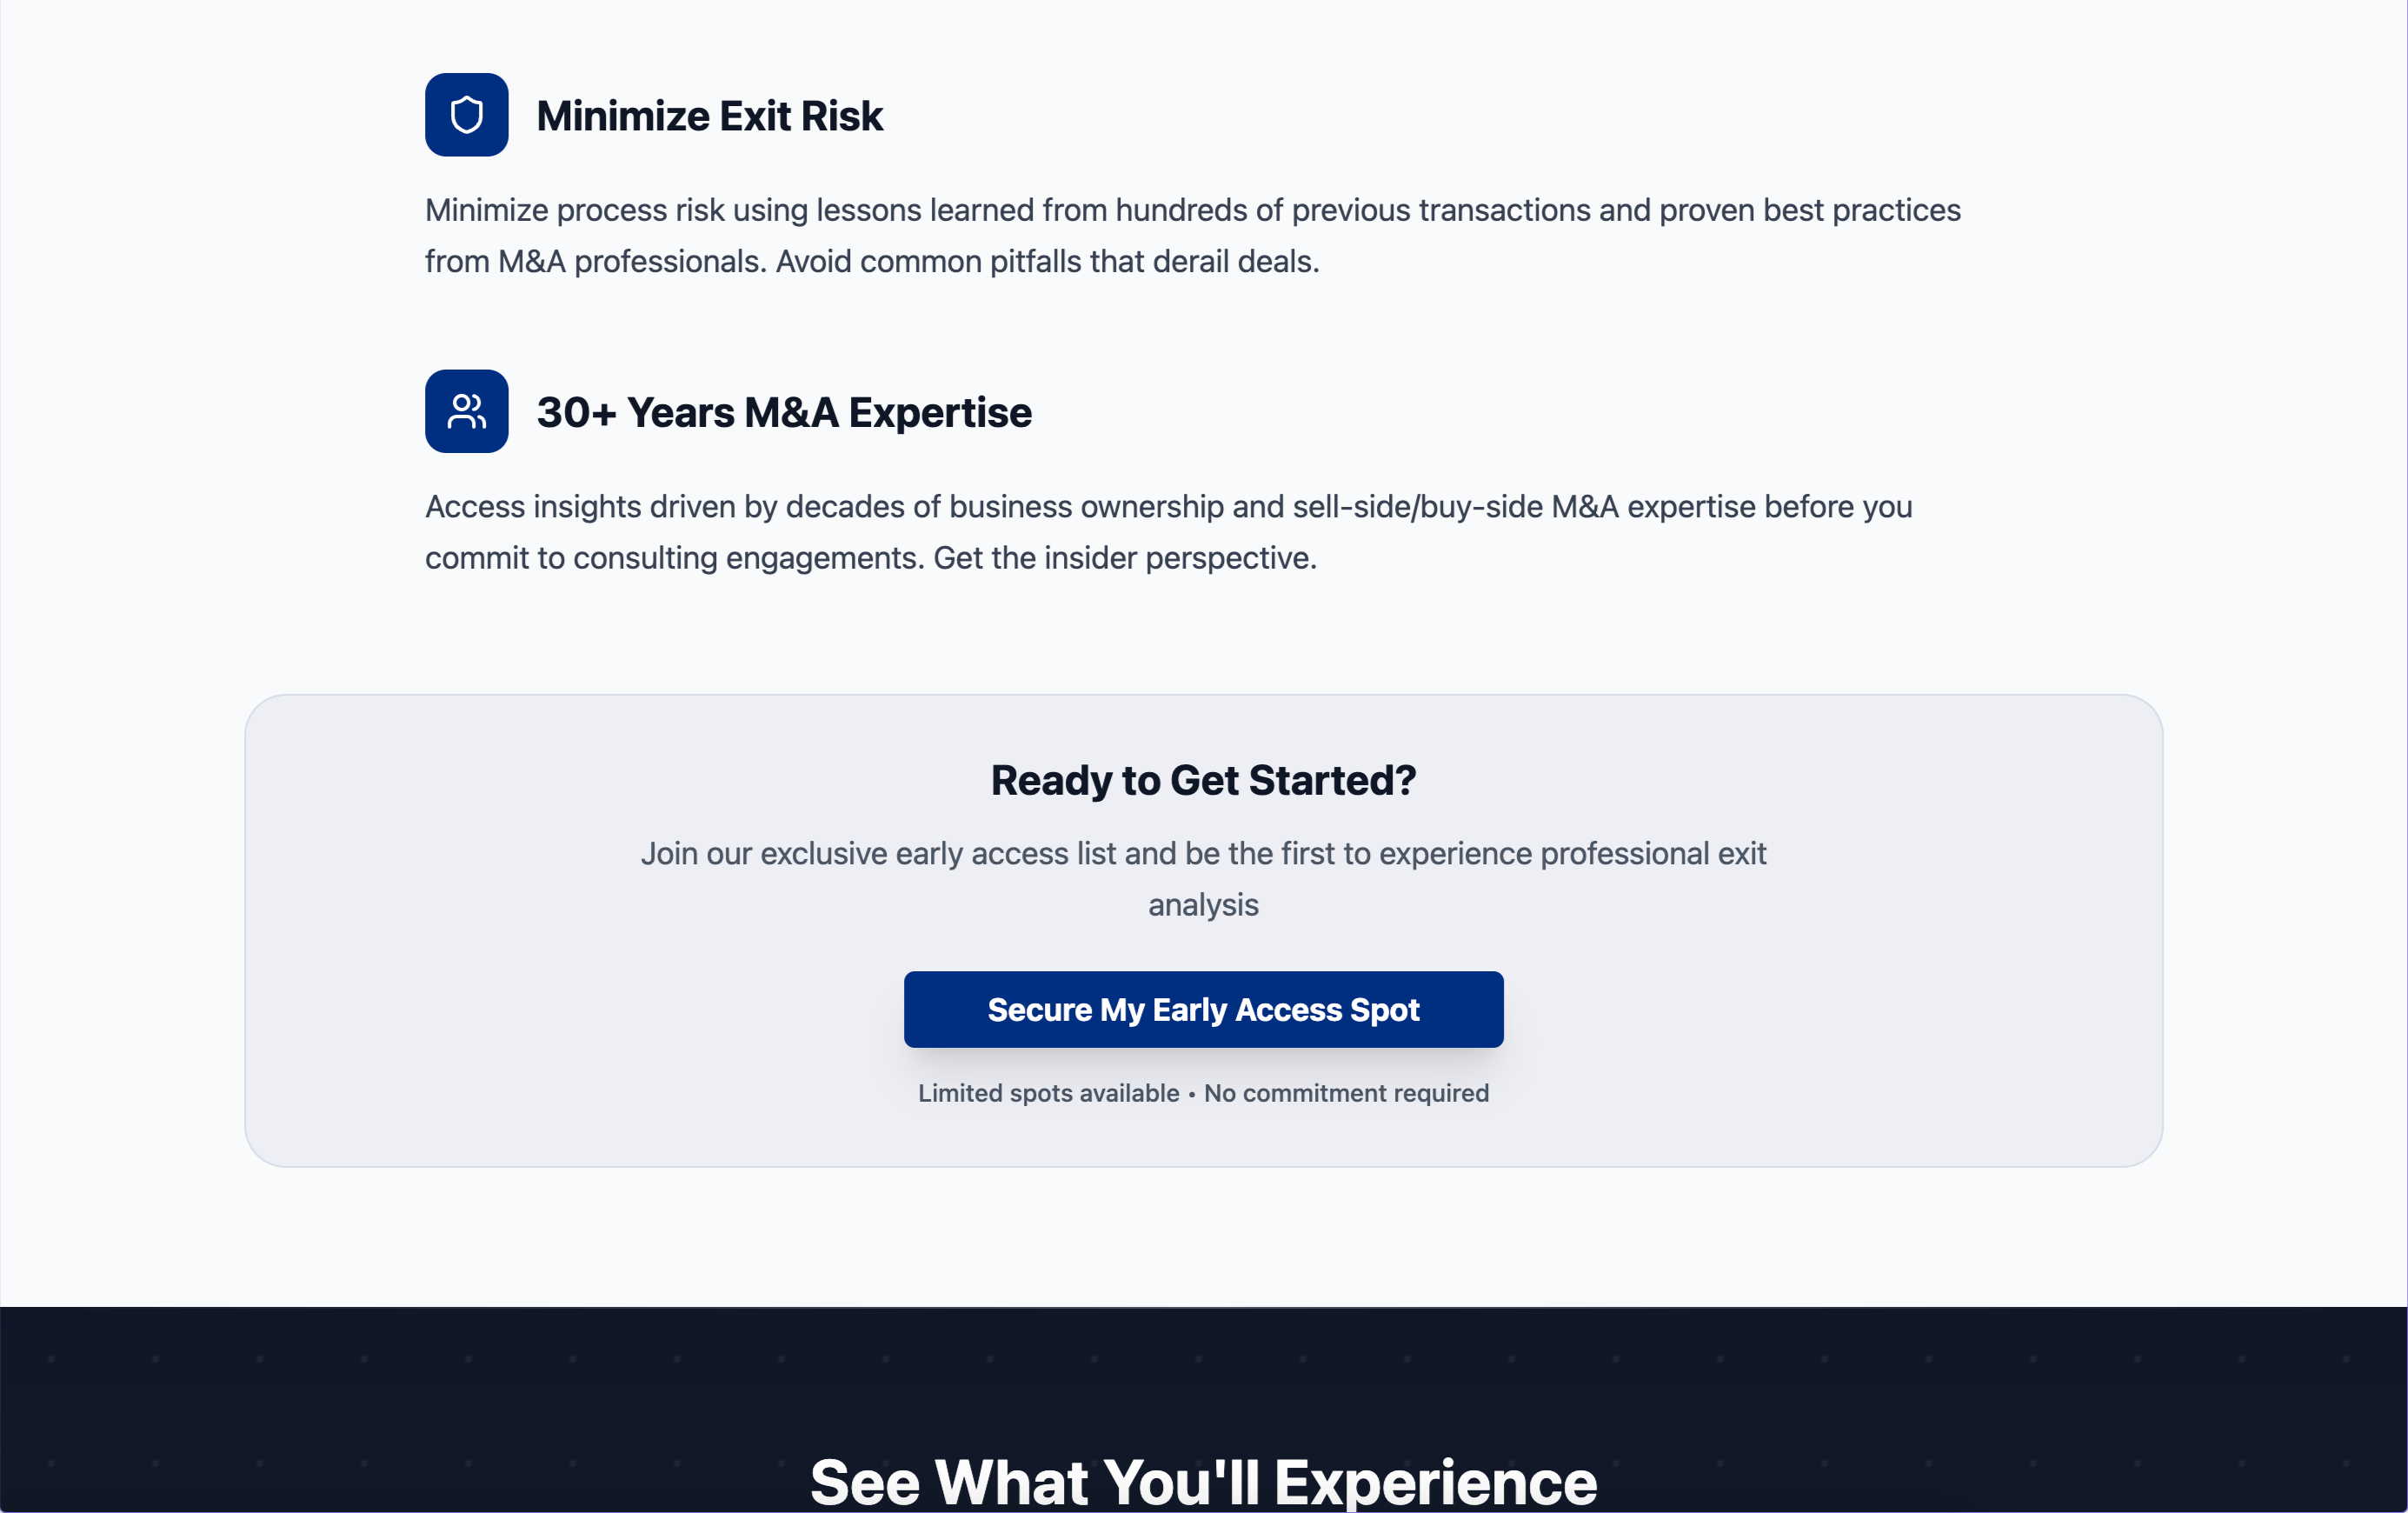 Minimize Exit Risk
Minimize process risk using lessons learned from hundreds of previous transactions and proven best practices
from M&A professionals. Avoid common pitfalls that derail deals.
30+ Years M&A Expertise
Access insights driven by decades of business ownership and sell-side/buy-side M&A expertise before you
commit to consulting engagements. Get the insider perspective.
Ready to Get Started?
Join our exclusive early access list and be the first to experience professional exit
analysis
Secure My Early Access Spot
Limited spots available • No commitment required
See What You'll Experience